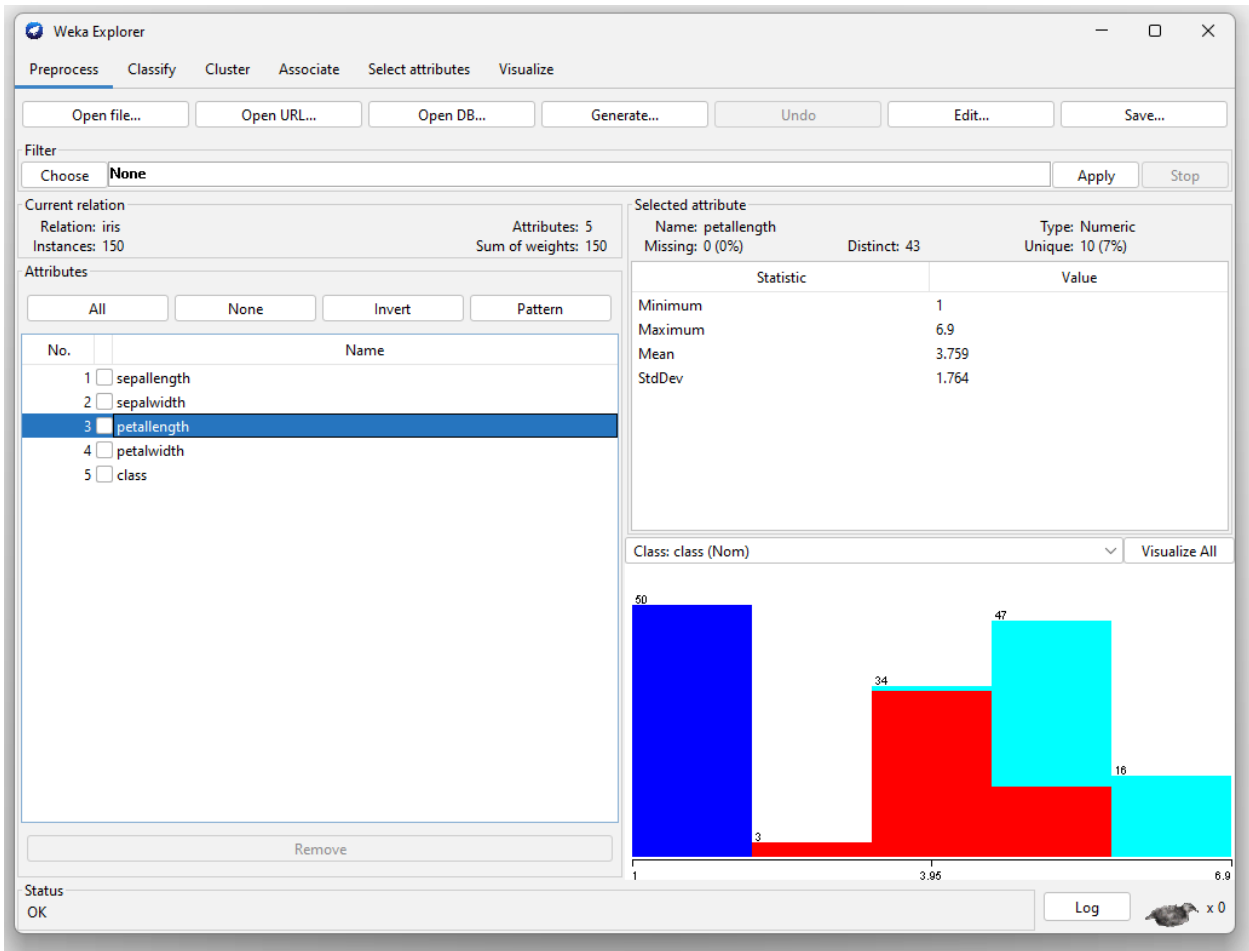 Weka Explorer
Preprocess Classify Cluster Associate Select attributes Visualize
Open file... Open URL... Open DB... Generate... Undo Edit... Save...
Filter
Choose None Apply Stop
Current relation
Relation: iris Attributes: 5
Instances: 150 Sum of weights: 150
Selected attribute
Name: petallength Type: Numeric
Missing: 0 (0%) Distinct: 43 Unique: 10 (7%)
Attributes
All None Invert Pattern
No. Name
1 sepallength
2 sepalwidth
3 petallength
4 petalwidth
5 class
Remove
Statistic Value
Minimum 1
Maximum 6.9
Mean 3.759
StdDev 1.764
Class: class (Nom) Visualize All
50
47
34
16
3
1 3.95 6.9
Status
OK
Log x 0